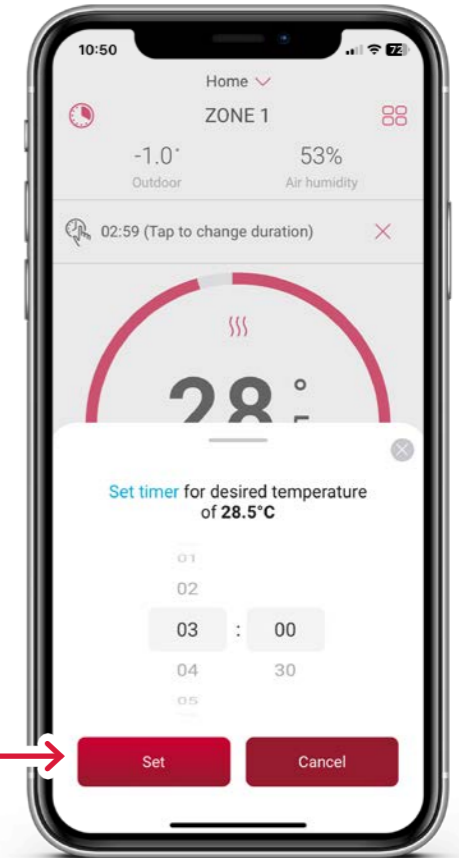 10:50
72
Home
ZONE 1
-1.0°
53%
Outdoor
Air humidity
02:59 (Tap to change duration)
28°
Set timer for desired temperature
of 28.5°C
01
02
03 : 00
04 30
05
Set
Cancel